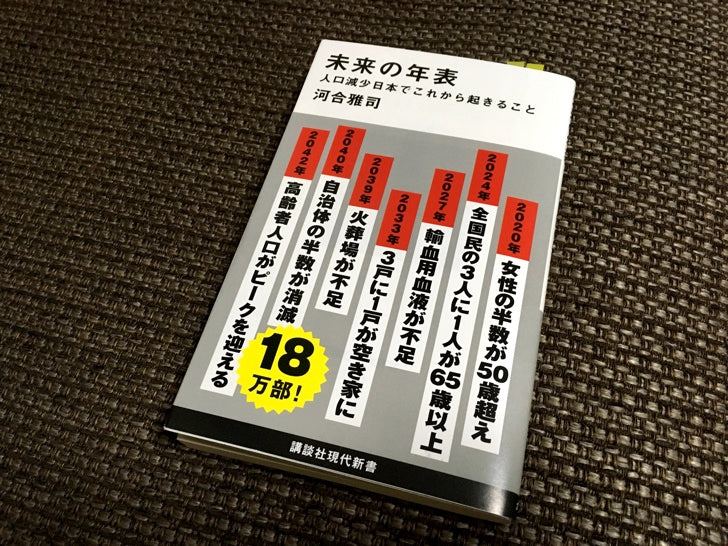 未来の年表
人口減少日本でこれから起きること
河合雅司
2020年 女性の半数が50歳超え
2024年 全国民の3人に1人が65歳以上
2027年 輸血用血液が不足
2033年 3戸に1戸が空き家に
2039年 火葬場が不足
2040年 自治体の半数が消滅
2042年 高齢者人口がピークを迎える
18
万部!
講談社現代新書